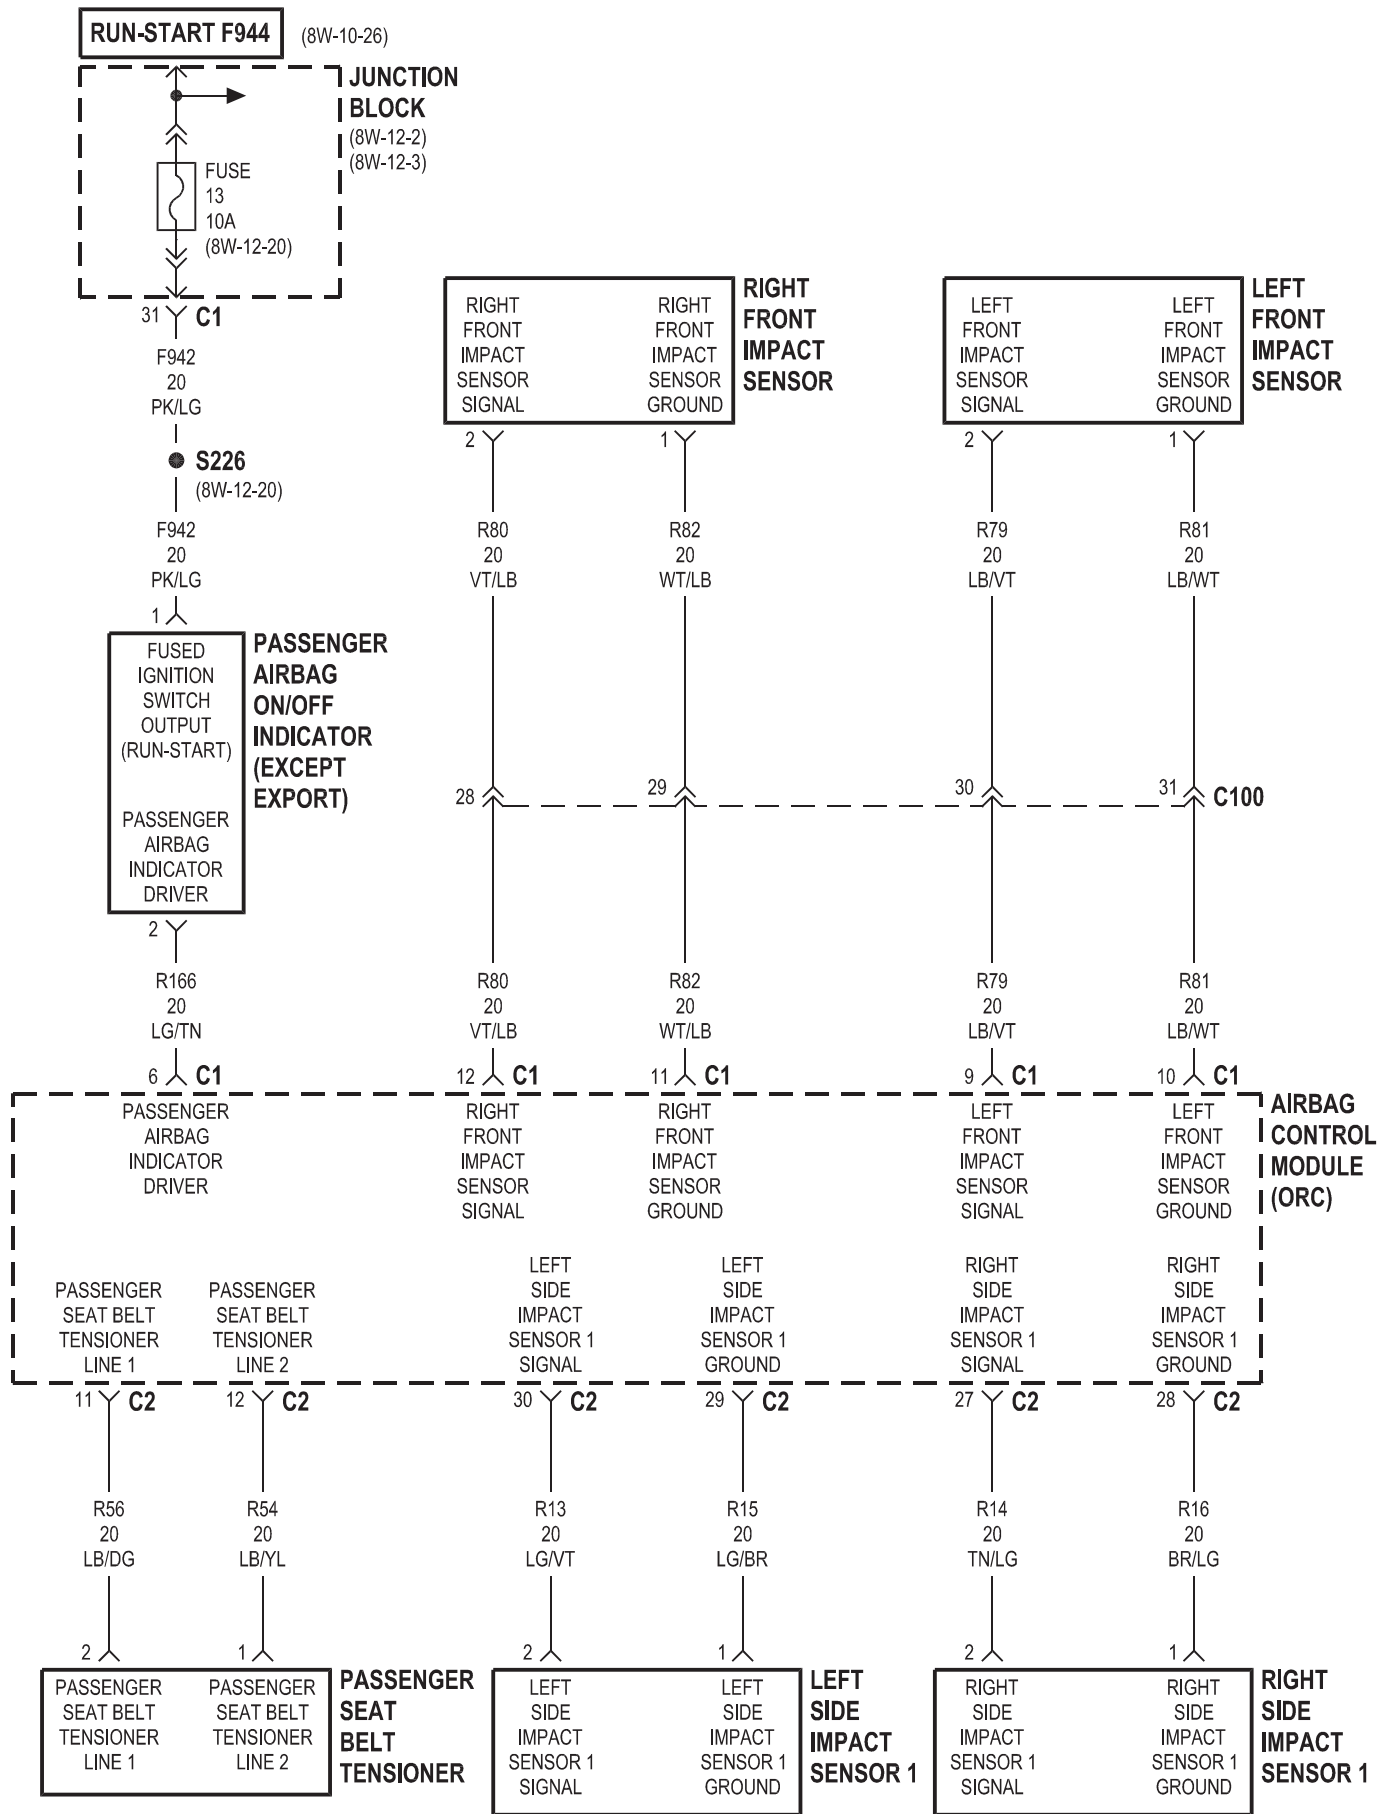 RUN-START F944 (8W-10-26)
JUNCTION
BLOCK
(8W-12-2)
(8W-12-3)
FUSE
13
10A
(8W-12-20)
31 C1
F942
20
PK/LG
S226
(8W-12-20)
F942
20
PK/LG
1
FUSED
IGNITION
SWITCH
OUTPUT
(RUN-START)
PASSENGER
AIRBAG
INDICATOR
DRIVER
PASSENGER
AIRBAG
ON/OFF
INDICATOR
(EXCEPT
EXPORT)
2
R166
20
LG/TN
6 C1
RIGHT
FRONT
IMPACT
SENSOR
SIGNAL
RIGHT
FRONT
IMPACT
SENSOR
GROUND
RIGHT
FRONT
IMPACT
SENSOR
2
1
R80
20
VT/LB
R82
20
WT/LB
LEFT
FRONT
IMPACT
SENSOR
SIGNAL
LEFT
FRONT
IMPACT
SENSOR
GROUND
LEFT
FRONT
IMPACT
SENSOR
2
1
R79
20
LB/VT
R81
20
LB/WT
28 29 30 31 C100
R80
20
VT/LB
12 C1
R82
20
WT/LB
11 C1
R79
20
LB/VT
9 C1
R81
20
LB/WT
10 C1
AIRBAG
CONTROL
MODULE
(ORC)
PASSENGER
AIRBAG
INDICATOR
DRIVER
RIGHT
FRONT
IMPACT
SENSOR
SIGNAL
RIGHT
FRONT
IMPACT
SENSOR
GROUND
LEFT
FRONT
IMPACT
SENSOR
SIGNAL
LEFT
FRONT
IMPACT
SENSOR
GROUND
PASSENGER
SEAT BELT
TENSIONER
LINE 1
PASSENGER
SEAT BELT
TENSIONER
LINE 2
LEFT
SIDE
IMPACT
SENSOR 1
SIGNAL
LEFT
SIDE
IMPACT
SENSOR 1
GROUND
RIGHT
SIDE
IMPACT
SENSOR 1
SIGNAL
RIGHT
SIDE
IMPACT
SENSOR 1
GROUND
11 C2
12 C2
30 C2
29 C2
27 C2
28 C2
R56
20
LB/DG
R54
20
LB/YL
R13
20
LG/VT
R15
20
LG/BR
R14
20
TN/LG
R16
20
BR/LG
2
1
2
1
2
1
PASSENGER
SEAT BELT
TENSIONER
LINE 1
PASSENGER
SEAT BELT
TENSIONER
LINE 2
PASSENGER
SEAT
BELT
TENSIONER
LEFT
SIDE
IMPACT
SENSOR 1
SIGNAL
LEFT
SIDE
IMPACT
SENSOR 1
GROUND
LEFT
SIDE
IMPACT
SENSOR 1
RIGHT
SIDE
IMPACT
SENSOR 1
SIGNAL
RIGHT
SIDE
IMPACT
SENSOR 1
GROUND
RIGHT
SIDE
IMPACT
SENSOR 1